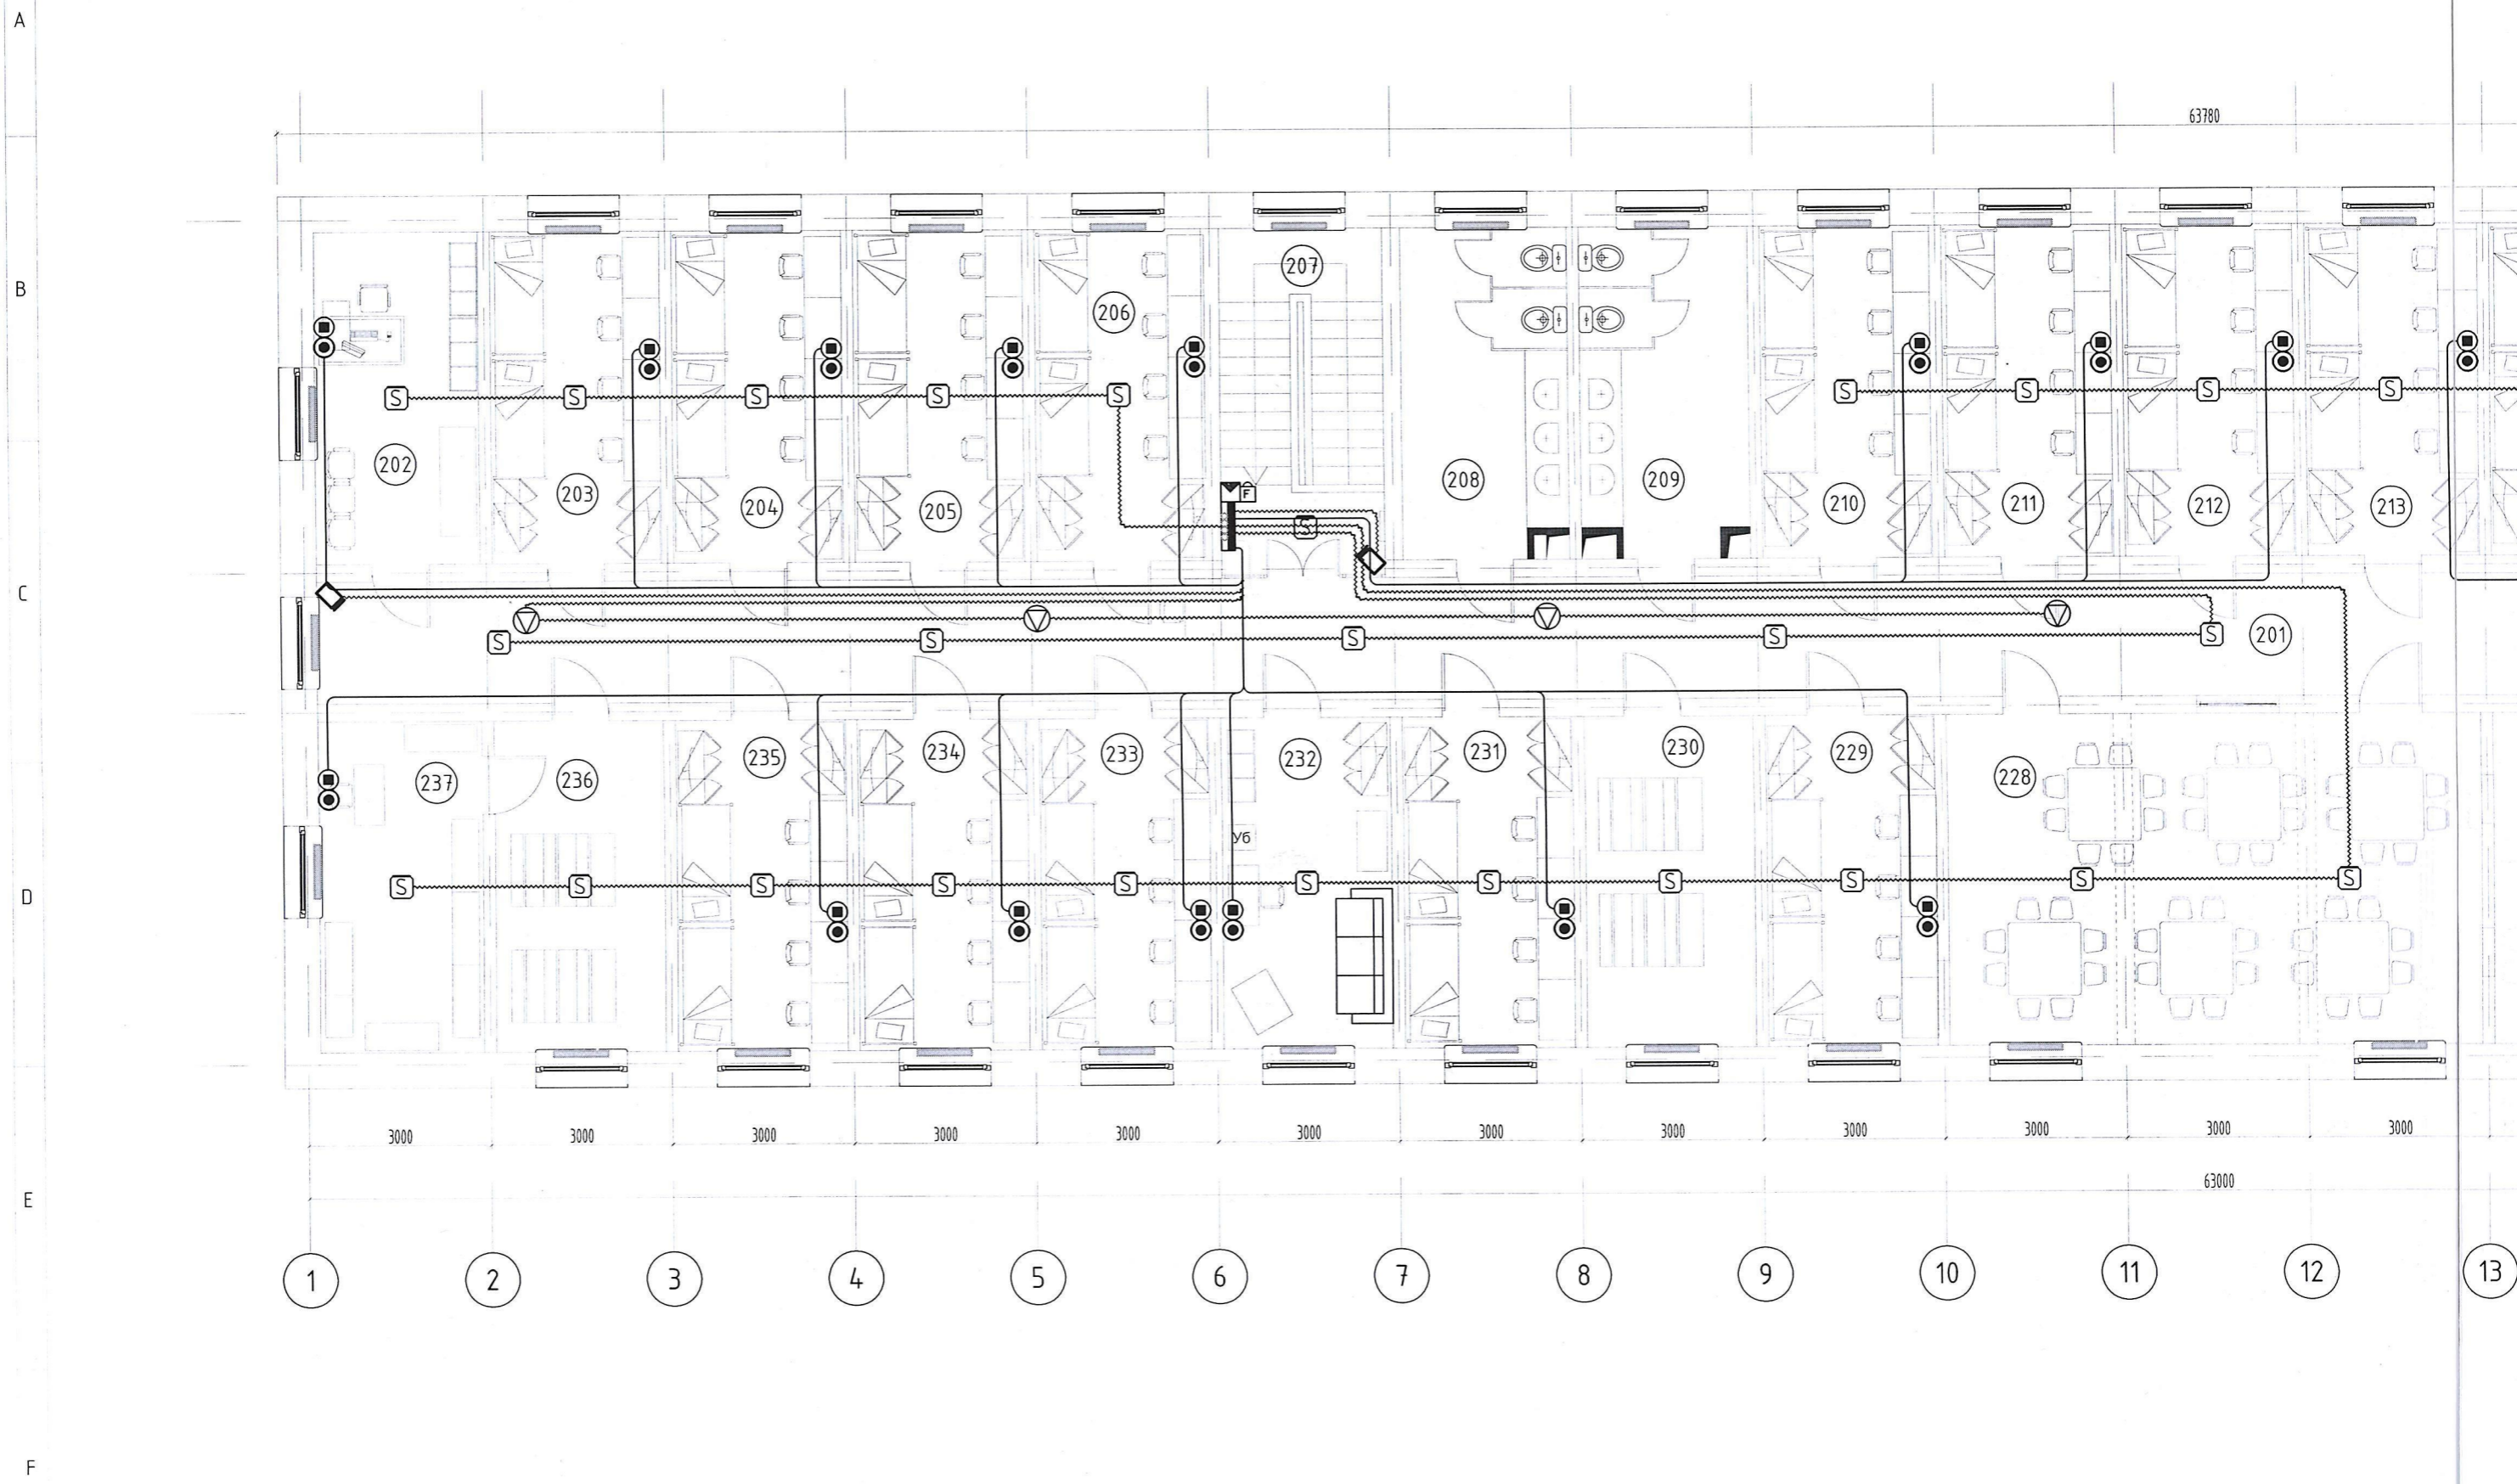 A
63780
B
207
206
202
203
204
205
208
209
210
211
212
213
S S S S S
S S S S
F
S
C
S S S S S
201
237
236
235
234
233
232
231
230
229
228
Уб
D
S S S S S S S S S S S
3000 3000 3000 3000 3000 3000 3000 3000 3000 3000 3000 3000
E
63000
1 2 3 4 5 6 7 8 9 10 11 12 13
F